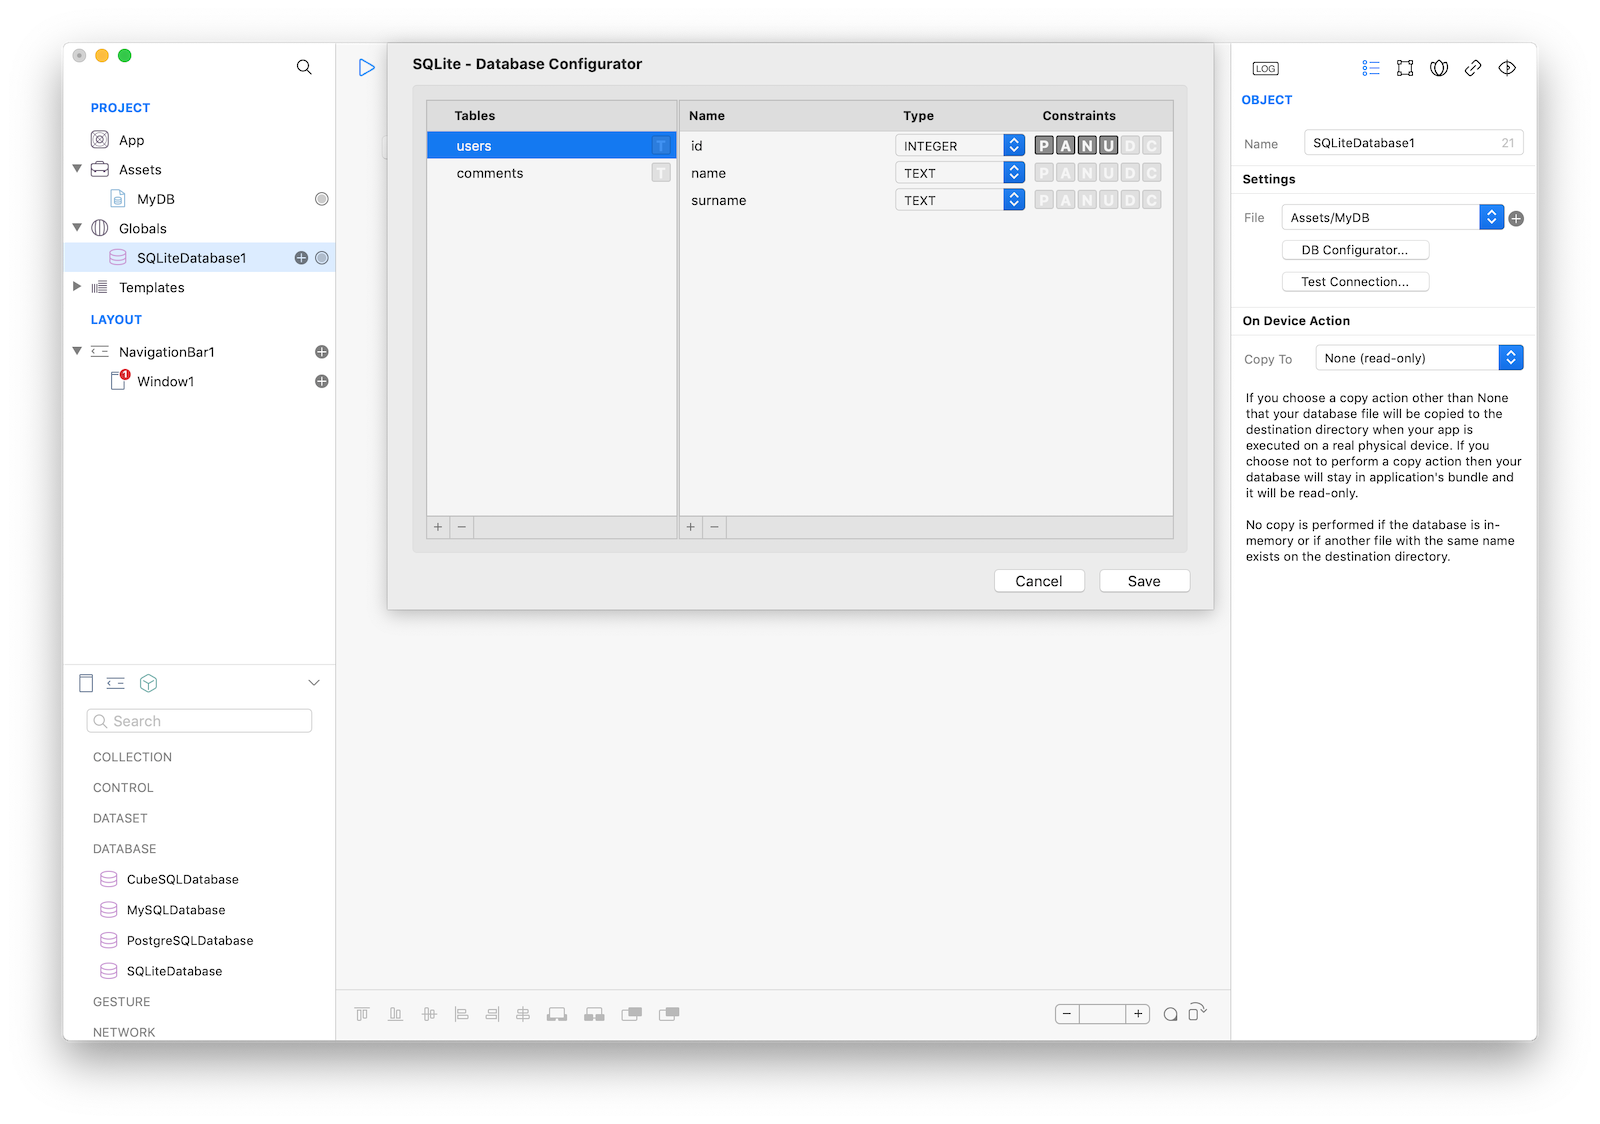 PROJECT
App
Assets
MyDB
Globals
SQLiteDatabase1
Templates
LAYOUT
NavigationBar1
1
Window1
Search
COLLECTION
CONTROL
DATASET
DATABASE
CubeSQLDatabase
MySQLDatabase
PostgreSQLDatabase
SQLiteDatabase
GESTURE
NETWORK
SQLite - Database Configurator
Tables
users T
comments T
Name Type Constraints
id INTEGER P A N U D C
name TEXT P A N U D C
surname TEXT P A N U D C
+ − + −
Cancel Save
− +
LOG
OBJECT
Name SQLiteDatabase1 21
Settings
File Assets/MyDB
DB Configurator...
Test Connection...
On Device Action
Copy To None (read-only)
If you choose a copy action other than None
that your database file will be copied to the
destination directory when your app is
executed on a real physical device. If you
choose not to perform a copy action then your
database will stay in application's bundle and
it will be read-only.
No copy is performed if the database is in-
memory or if another file with the same name
exists on the destination directory.